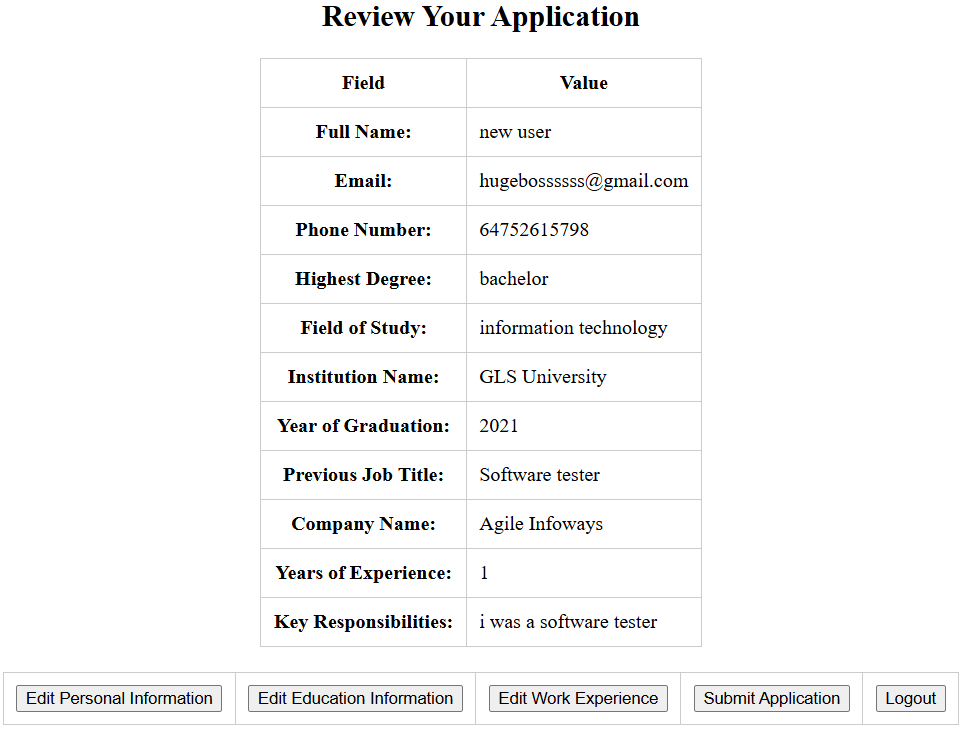 Review Your Application
Field Value
Full Name: new user
Email: hugebossssss@gmail.com
Phone Number: 64752615798
Highest Degree: bachelor
Field of Study: information technology
Institution Name: GLS University
Year of Graduation: 2021
Previous Job Title: Software tester
Company Name: Agile Infoways
Years of Experience: 1
Key Responsibilities: i was a software tester
Edit Personal Information Edit Education Information Edit Work Experience Submit Application Logout